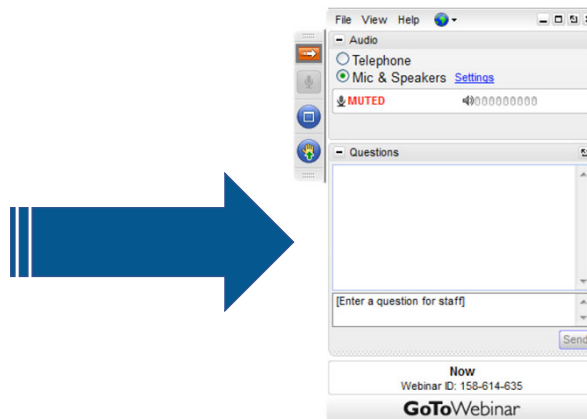 File View Help
Audio
Telephone
Mic & Speakers Settings
MUTED 000000000
Questions
[Enter a question for staff]
Send
Now
Webinar ID: 158-614-635
GoToWebinar